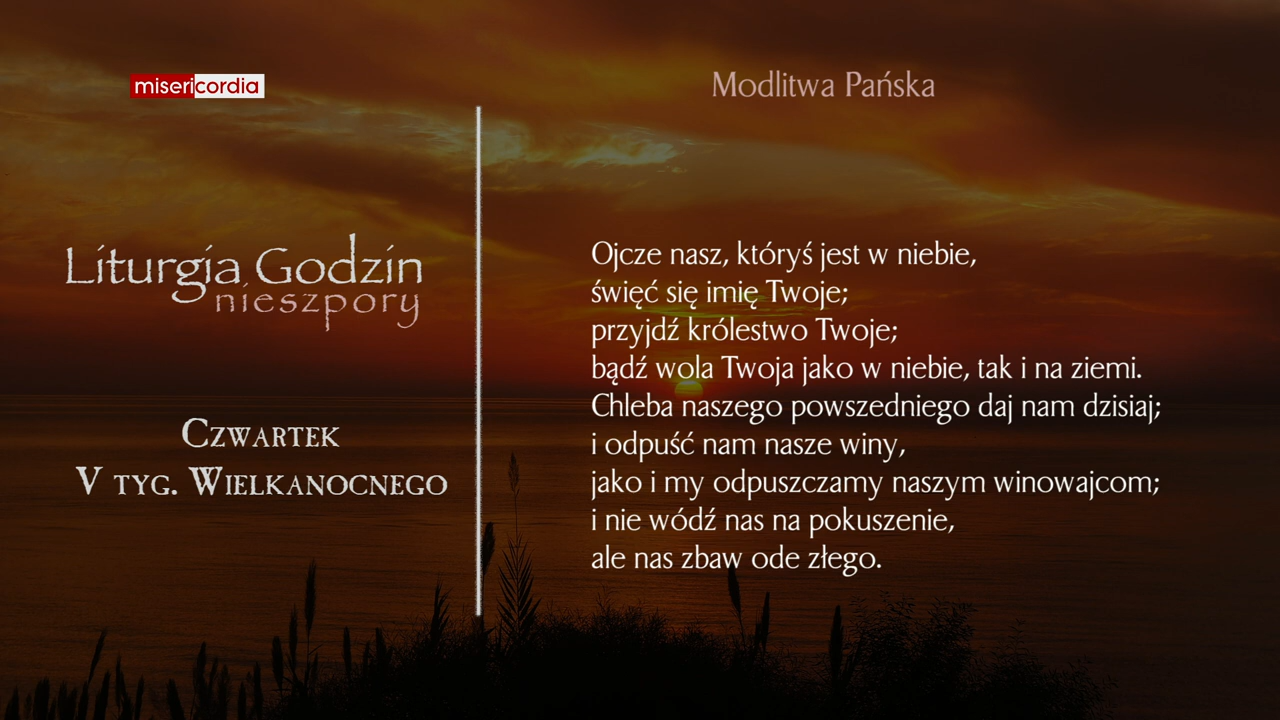 misericordia
Liturgia Godzin
nieszpory
Czwartek
V tyg. Wielkanocnego
Modlitwa Pańska
Ojcze nasz, któryś jest w niebie,
święć się imię Twoje;
przyjdź królestwo Twoje;
bądź wola Twoja jako w niebie, tak i na ziemi.
Chleba naszego powszedniego daj nam dzisiaj;
i odpuść nam nasze winy,
jako i my odpuszczamy naszym winowajcom;
i nie wódź nas na pokuszenie,
ale nas zbaw ode złego.